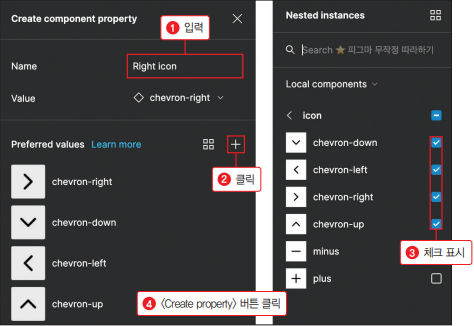 Create component property
❶ 입력
Name
Right icon
Value
chevron-right
Preferred values Learn more
❷ 클릭
chevron-right
chevron-down
chevron-left
chevron-up
❹ 〈Create property〉 버튼 클릭
Nested instances
Search ★ 피그마 무작정 따라하기
Local components
icon
chevron-down
chevron-left
chevron-right
chevron-up
minus
❸ 체크 표시
plus